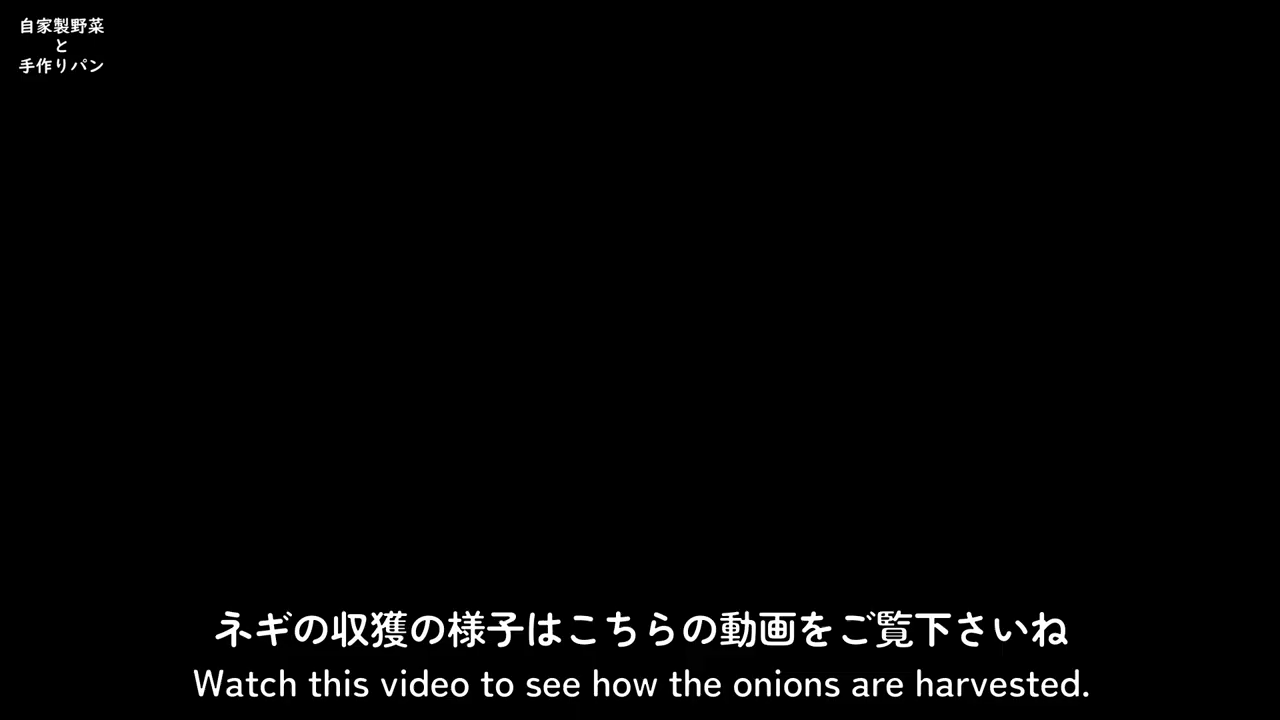 自家製野菜
と
手作りパン
ネギの収獲の様子はこちらの動画をご覧下さいね
Watch this video to see how the onions are harvested.